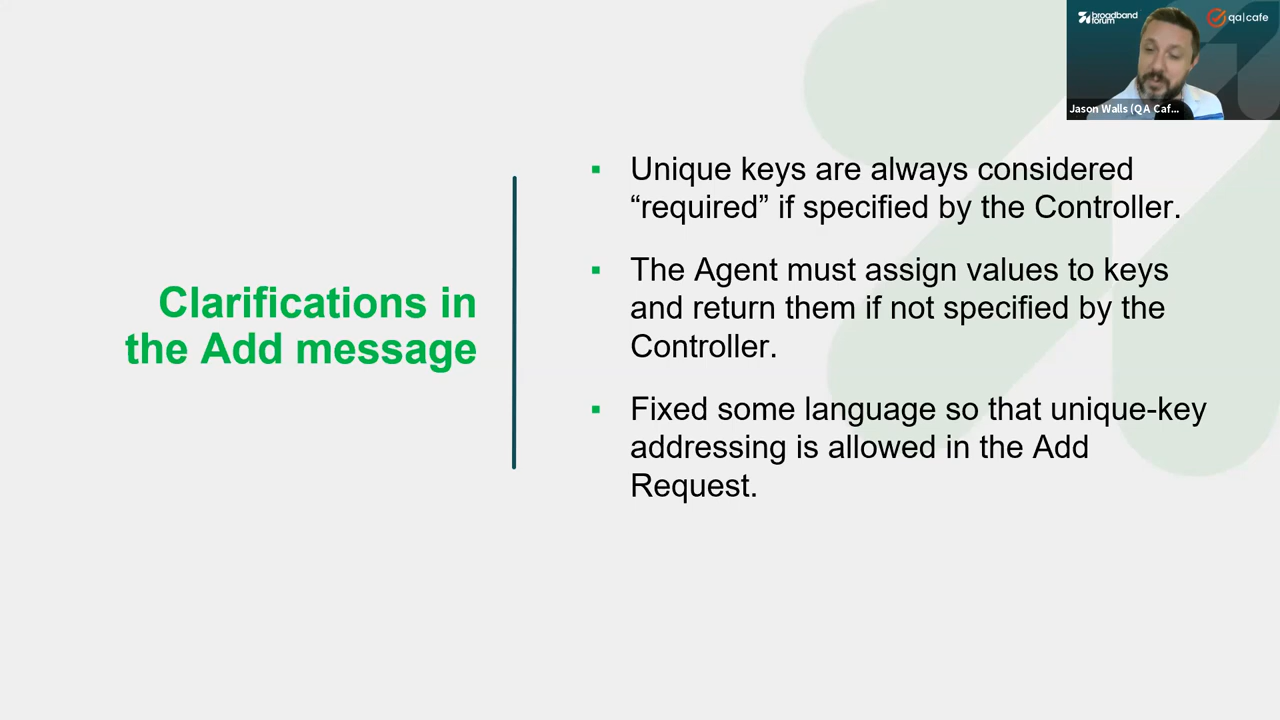 broadband
forum
qa|cafe
Jason Walls (QA Caf...
Clarifications in
the Add message
▪ Unique keys are always considered
“required” if specified by the Controller.
▪ The Agent must assign values to keys
and return them if not specified by the
Controller.
▪ Fixed some language so that unique-key
addressing is allowed in the Add
Request.